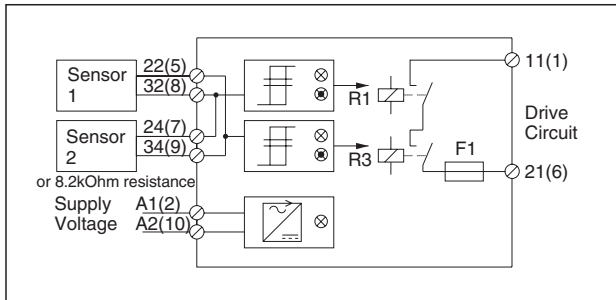 Sensor
1
22(5)
32(8)
Sensor
2
24(7)
34(9)
or 8.2kOhm resistance
Supply
Voltage
A1(2)
A2(10)
R1
R3
F1
11(1)
Drive
Circuit
21(6)